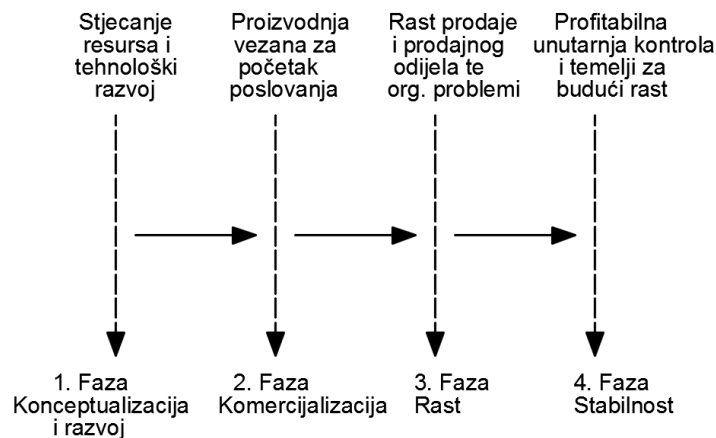 Stjecanje
resursa i
tehnološki
razvoj
Proizvodnja
vezana za
početak
poslovanja
Rast prodaje
i prodajnog
odijela te
org. problemi
Profitabilna
unutarnja kontrola
i temelji za
budući rast
1. Faza
Konceptualizacija
i razvoj
2. Faza
Komercijalizacija
3. Faza
Rast
4. Faza
Stabilnost